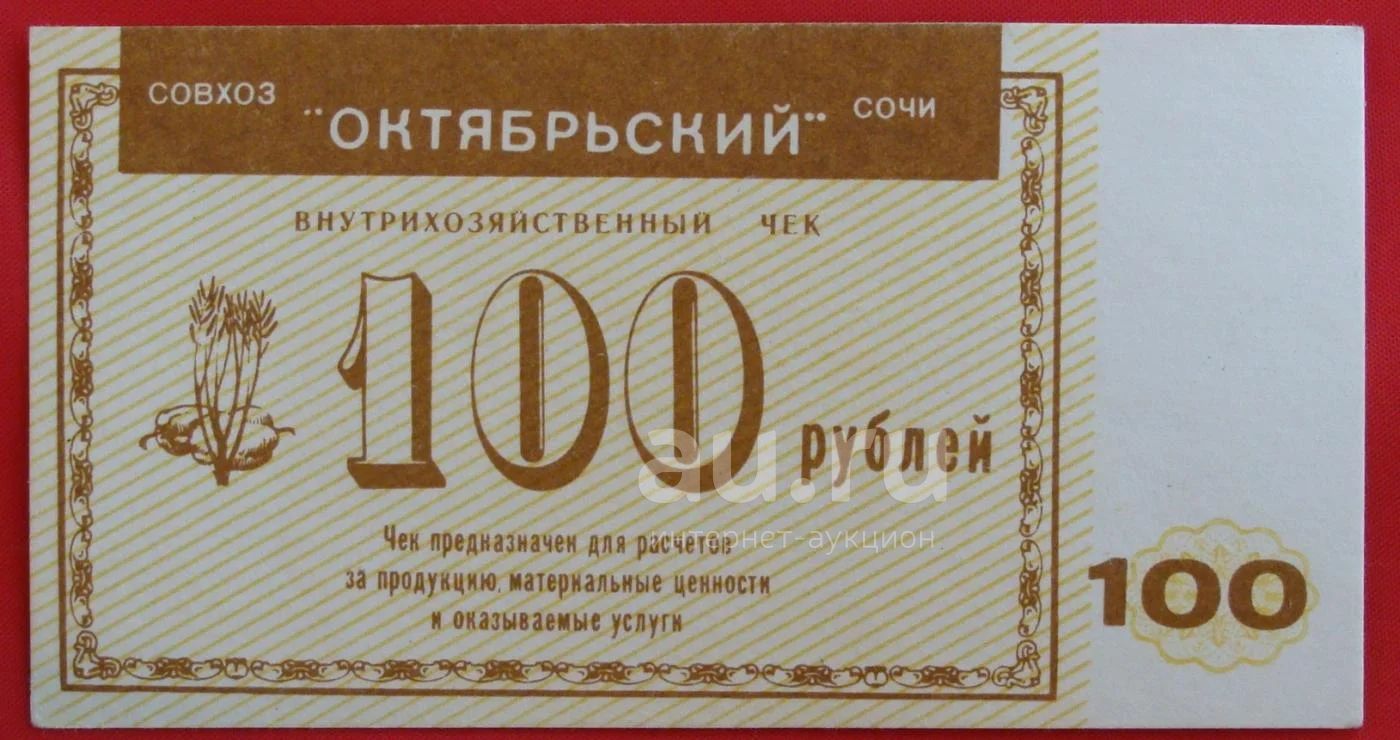 СОВХОЗ "ОКТЯБРЬСКИЙ" СОЧИ
ВНУТРИХОЗЯЙСТВЕННЫЙ ЧЕК
100 рублей
au.ru
интернет-аукцион
Чек предназначен для расчетов
за продукцию, материальные ценности
и оказываемые услуги
100